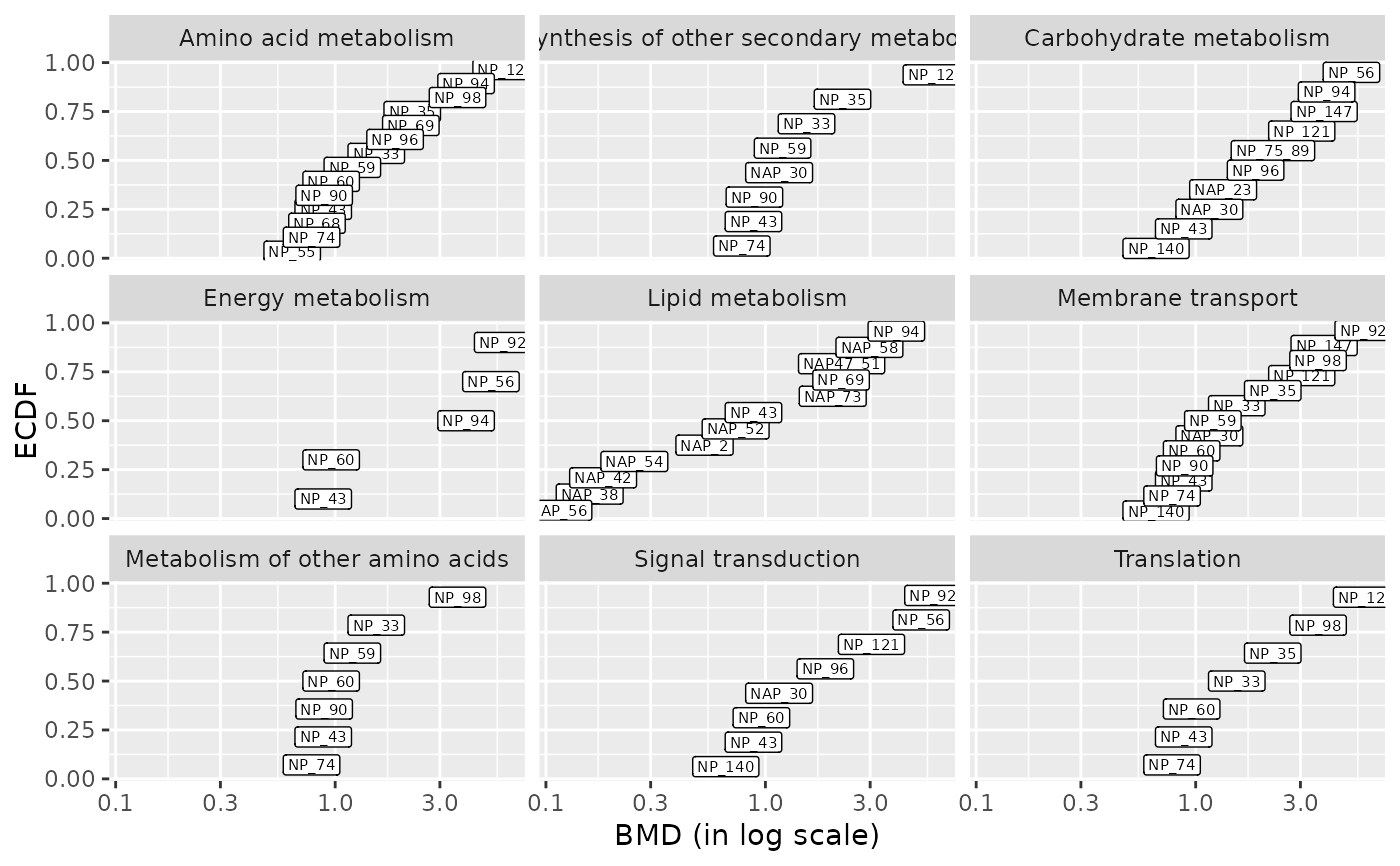 Amino acid metabolism
ynthesis of other secondary metabo
Carbohydrate metabolism
1.00
0.75
0.50
0.25
0.00
NP_12
NP_94
NP_98
NP_35
NP_69
NP_96
NP_33
NP_59
NP_60
NP_90
NP_43
NP_68
NP_74
NP_55
NP_12
NP_35
NP_33
NP_59
NAP_30
NP_90
NP_43
NP_74
NP_56
NP_94
NP_147
NP_121
NP_75_89
NP_96
NAP_23
NAP_30
NP_43
NP_140
Energy metabolism
Lipid metabolism
Membrane transport
1.00
0.75
0.50
0.25
0.00
NP_92
NP_56
NP_94
NP_60
NP_43
NP_94
NAP_58
NAP47_51
NP_69
NAP_73
NP_43
NAP_52
NAP_2
NAP_54
NAP_42
NAP_38
AP_56
NP_92
NP_147
NP_98
NP_121
NP_35
NP_33
NP_59
NAP_30
NP_60
NP_90
NP_43
NP_74
NP_140
Metabolism of other amino acids
Signal transduction
Translation
1.00
0.75
0.50
0.25
0.00
NP_98
NP_33
NP_59
NP_60
NP_90
NP_43
NP_74
NP_92
NP_56
NP_121
NP_96
NAP_30
NP_60
NP_43
NP_140
NP_12
NP_98
NP_35
NP_33
NP_60
NP_43
NP_74
0.1 0.3 1.0 3.0
0.1 0.3 1.0 3.0
0.1 0.3 1.0 3.0
BMD (in log scale)
ECDF